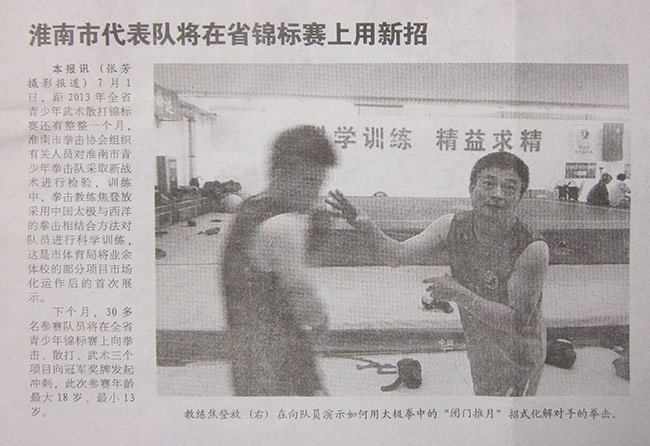 淮南市代表队将在省锦标赛上用新招
本报讯（张芳
摄影报道）7月1
日，距2013年全省
青少年武术散打锦标
赛还有整整一个月，
淮南市拳击协会组织
有关人员对淮南市青
少年拳击队采取新战
术进行检验，训练
中，拳击教练焦登放
采用中国太极与西洋
的拳击相结合方法对
队员进行科学训练，
这是市体育局将业余
体校的部分项目市场
化运作后的首次展
示。
下个月，30多
名参赛队员将在全省
青少年锦标赛上向拳
击、散打、武术三个
项目向冠军奖牌发起
冲刺，此次参赛年龄
最大18岁、最小13
岁。
学训练 精益求精
教练焦登放（右）在向队员演示如何用太极拳中的“闭门推月”招式化解对手的拳击。